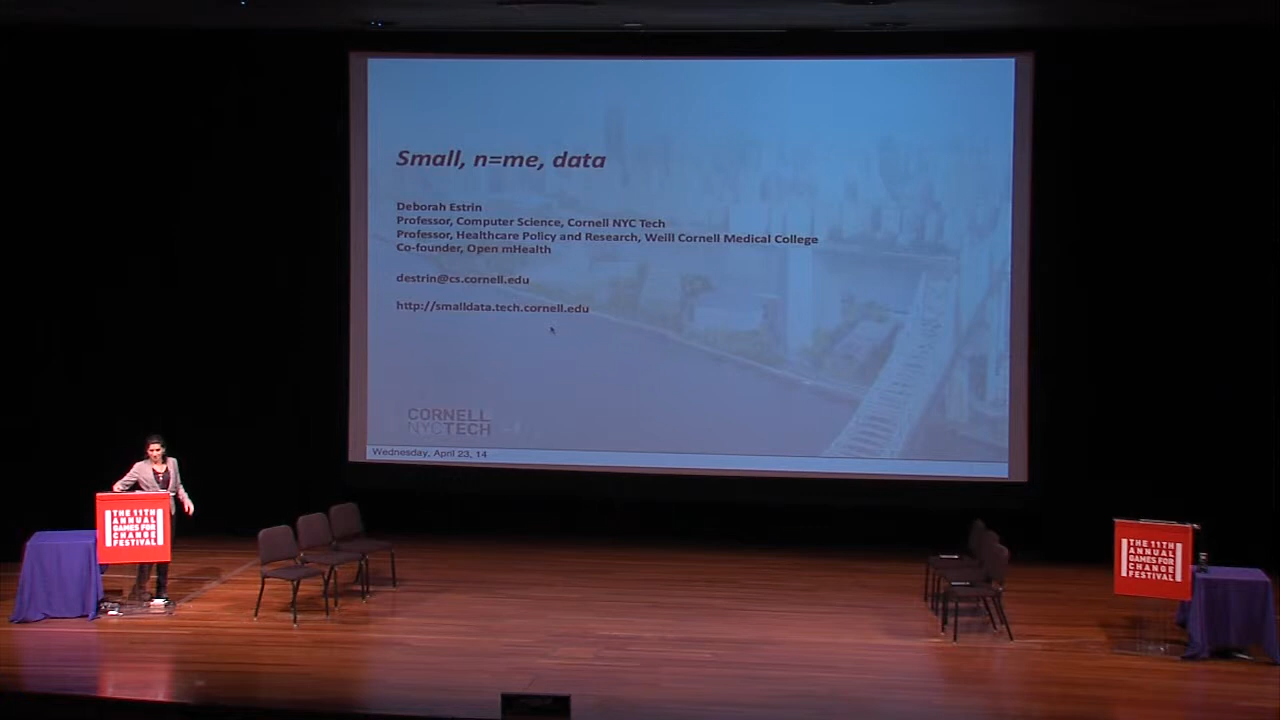 Small, n=me, data
Deborah Estrin
Professor, Computer Science, Cornell NYC Tech
Professor, Healthcare Policy and Research, Weill Cornell Medical College
Co-founder, Open mHealth
destrin@cs.cornell.edu
http://smalldata.tech.cornell.edu
CORNELL
NYCTECH
Wednesday, April 23, 14
THE 11TH
ANNUAL
GAMES FOR
CHANGE
FESTIVAL
THE 11TH
ANNUAL
GAMES FOR
CHANGE
FESTIVAL